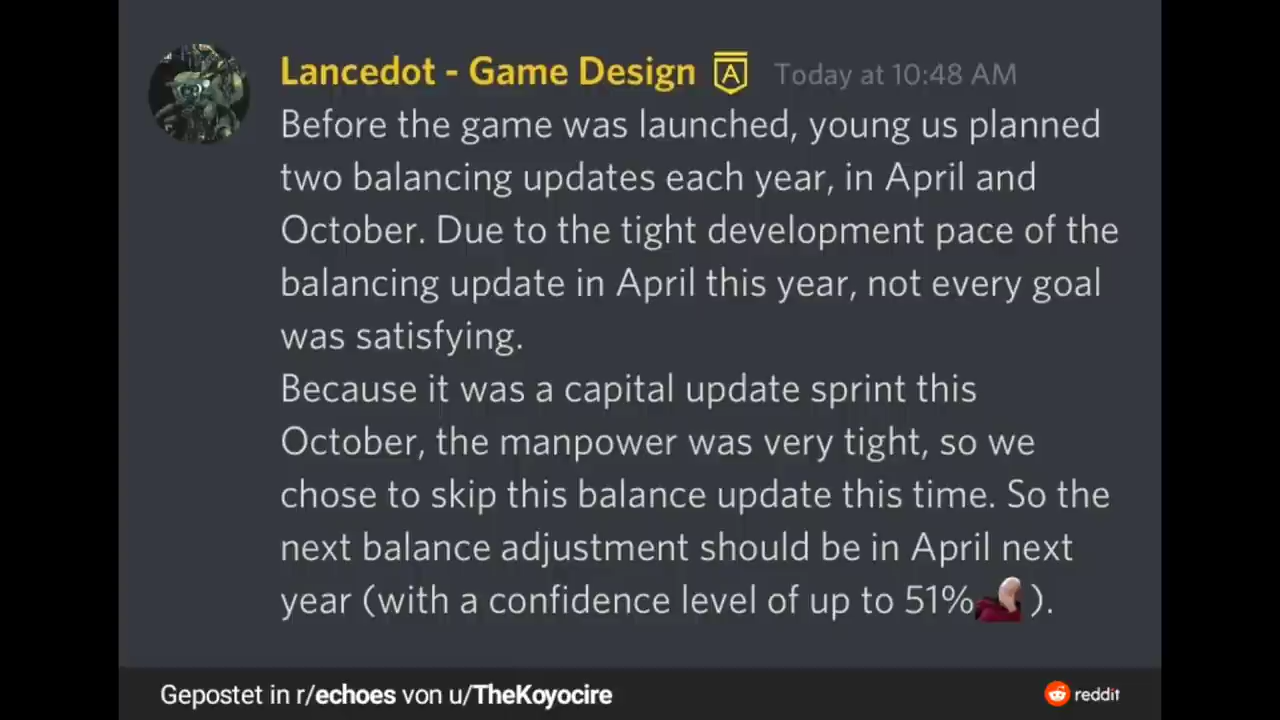 Lancedot - Game Design A Today at 10:48 AM
Before the game was launched, young us planned
two balancing updates each year, in April and
October. Due to the tight development pace of the
balancing update in April this year, not every goal
was satisfying.
Because it was a capital update sprint this
October, the manpower was very tight, so we
chose to skip this balance update this time. So the
next balance adjustment should be in April next
year (with a confidence level of up to 51% ).
Gepostet in r/echoes von u/TheKoyocire reddit